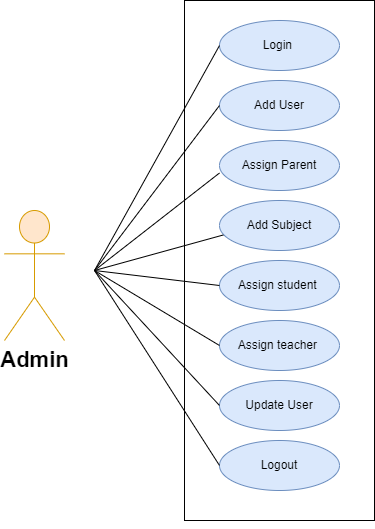 Login
Add User
Assign Parent
Add Subject
Assign student
Assign teacher
Update User
Logout
Admin